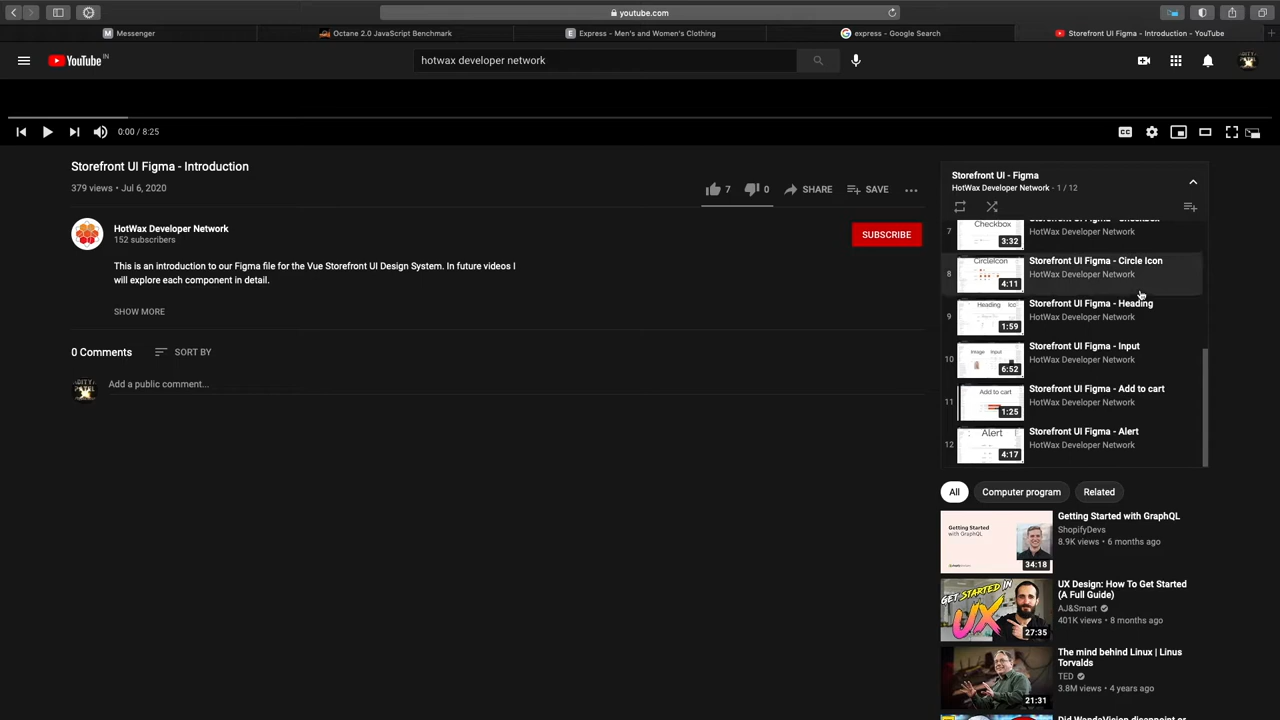 youtube.com
Messenger
Octane 2.0 JavaScript Benchmark
Express - Men's and Women's Clothing
express - Google Search
Storefront UI Figma - Introduction - YouTube
YouTube IN
hotwax developer network
0:00 / 8:25
CC
Storefront UI Figma - Introduction
379 views • Jul 6, 2020
7
0
SHARE
SAVE
HotWax Developer Network
152 subscribers
SUBSCRIBE
This is an introduction to our Figma file for the Vue Storefront UI Design System. In future videos I
will explore each component in detail.
SHOW MORE
0 Comments
SORT BY
Add a public comment...
Storefront UI - Figma
HotWax Developer Network - 1 / 12
7
Checkbox
3:32
Storefront UI Figma - Checkbox
HotWax Developer Network
8
CircleIcon
4:11
Storefront UI Figma - Circle Icon
HotWax Developer Network
9
Heading
1:59
Storefront UI Figma - Heading
HotWax Developer Network
10
Image Input
6:52
Storefront UI Figma - Input
HotWax Developer Network
11
Add to cart
1:25
Storefront UI Figma - Add to cart
HotWax Developer Network
12
Alert
4:17
Storefront UI Figma - Alert
HotWax Developer Network
All
Computer program
Related
Getting Started
with GraphQL
34:18
Getting Started with GraphQL
ShopifyDevs
8.9K views • 6 months ago
GET STARTED IN
UX
27:35
UX Design: How To Get Started
(A Full Guide)
AJ&Smart
401K views • 8 months ago
21:31
The mind behind Linux | Linus
Torvalds
TED
3.8M views • 4 years ago
Did WandaVision disappoint or